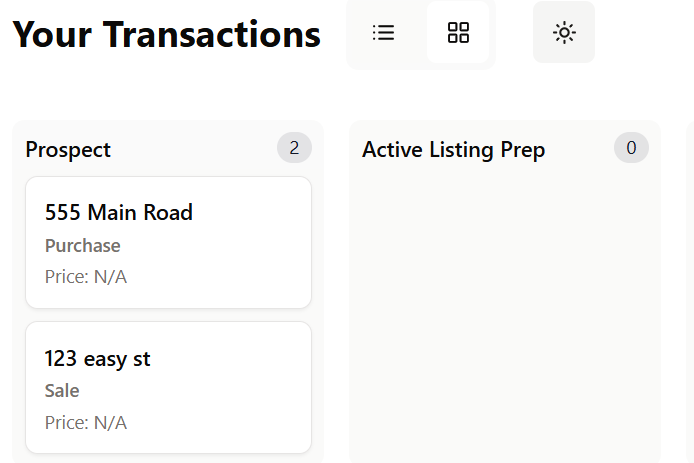 Your Transactions
Prospect 2
555 Main Road
Purchase
Price: N/A
123 easy st
Sale
Price: N/A
Active Listing Prep 0